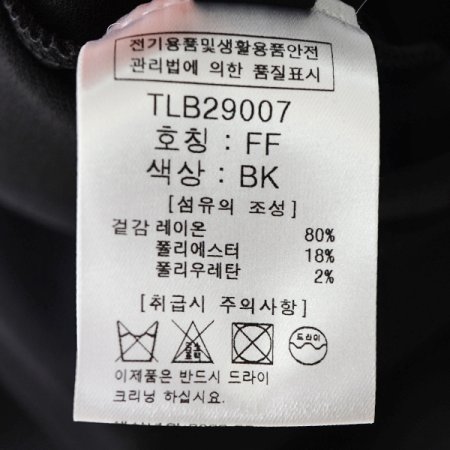 전기용품및생활용품안전
관리법에 의한 품질표시
TLB29007
호칭 : FF
색상 : BK
[섬유의 조성]
겉감 레이온 80%
폴리에스터 18%
폴리우레탄 2%
[취급시 주의사항]
드라이
이제품은 반드시 드라이
크리닝 하십시요.